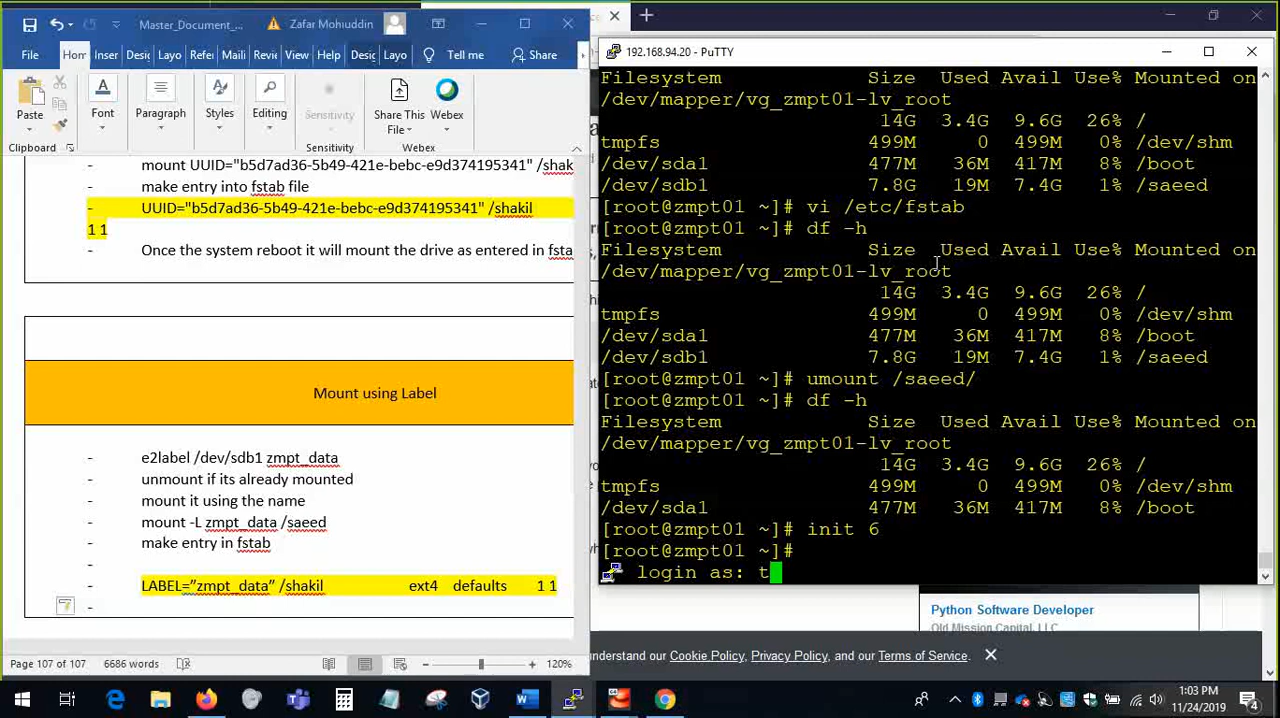 Master_Document_...
Zafar Mohiuddin
File
Hom
Inser
Desig
Layo
Refer
Maili
Revie
View
Help
Desig
Layo
Tell me
Share
Paste
Font
Paragraph
Styles
Editing
Sensitivity
Share This
File
Webex
Clipboard
Sensitivity
Webex
- mount UUID="b5d7ad36-5b49-421e-bebc-e9d374195341" /shak
- make entry into fstab file
- UUID="b5d7ad36-5b49-421e-bebc-e9d374195341" /shakil
1 1
- Once the system reboot it will mount the drive as entered in fsta
Mount using Label
- e2label /dev/sdb1 zmpt_data
- unmount if its already mounted
- mount it using the name
- mount -L zmpt_data /saeed
- make entry in fstab
-
- LABEL="zmpt_data" /shakil ext4 defaults 1 1
-
Page 107 of 107 6686 words 120%
192.168.94.20 - PuTTY
Filesystem Size Used Avail Use% Mounted on
/dev/mapper/vg_zmpt01-lv_root
14G 3.4G 9.6G 26% /
tmpfs 499M 0 499M 0% /dev/shm
/dev/sda1 477M 36M 417M 8% /boot
/dev/sdb1 7.8G 19M 7.4G 1% /saeed
[root@zmpt01 ~]# vi /etc/fstab
[root@zmpt01 ~]# df -h
Filesystem Size Used Avail Use% Mounted on
/dev/mapper/vg_zmpt01-lv_root
14G 3.4G 9.6G 26% /
tmpfs 499M 0 499M 0% /dev/shm
/dev/sda1 477M 36M 417M 8% /boot
/dev/sdb1 7.8G 19M 7.4G 1% /saeed
[root@zmpt01 ~]# umount /saeed/
[root@zmpt01 ~]# df -h
Filesystem Size Used Avail Use% Mounted on
/dev/mapper/vg_zmpt01-lv_root
14G 3.4G 9.6G 26% /
tmpfs 499M 0 499M 0% /dev/shm
/dev/sda1 477M 36M 417M 8% /boot
[root@zmpt01 ~]# init 6
[root@zmpt01 ~]#
login as: t
Python Software Developer
Old Mission Capital, LLC
understand our Cookie Policy, Privacy Policy, and our Terms of Service.
1:03 PM
11/24/2019
4